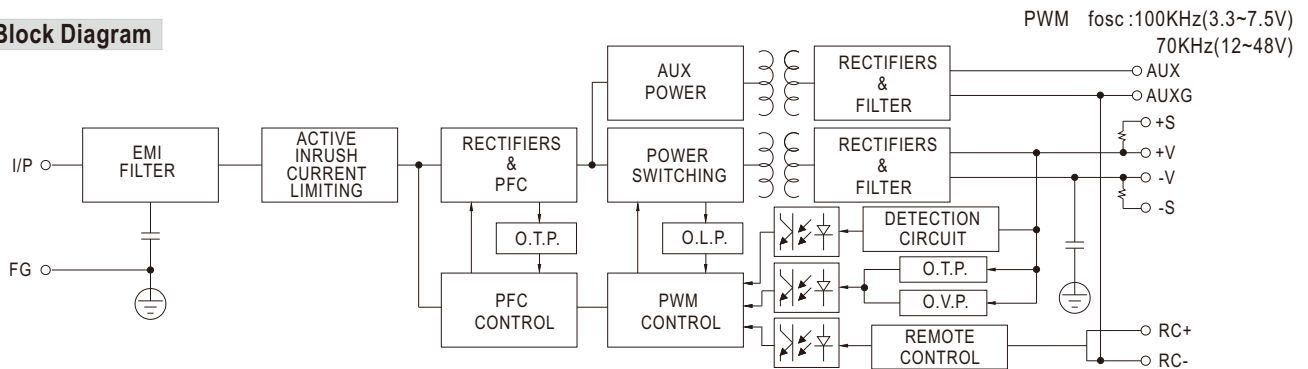 Block Diagram
PWM fosc :100KHz(3.3~7.5V)
70KHz(12~48V)
I/P
EMI
FILTER
FG
ACTIVE
INRUSH
CURRENT
LIMITING
RECTIFIERS
&
PFC
O.T.P.
PFC
CONTROL
AUX
POWER
POWER
SWITCHING
O.L.P.
PWM
CONTROL
RECTIFIERS
&
FILTER
RECTIFIERS
&
FILTER
DETECTION
CIRCUIT
O.T.P.
O.V.P.
REMOTE
CONTROL
AUX
AUXG
+S
+V
-V
-S
RC+
RC-